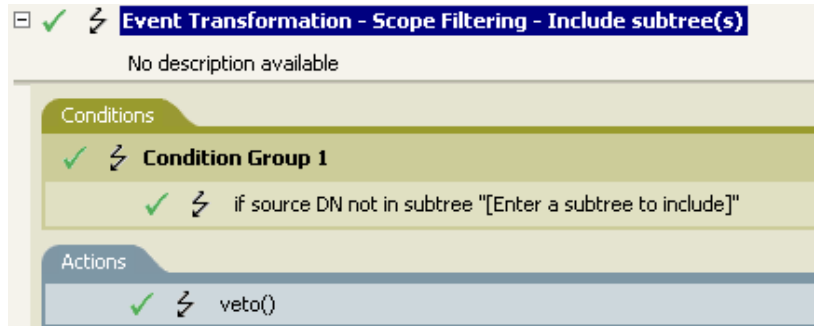 Event Transformation - Scope Filtering - Include subtree(s)
No description available
Conditions
Condition Group 1
if source DN not in subtree "[Enter a subtree to include]"
Actions
veto()